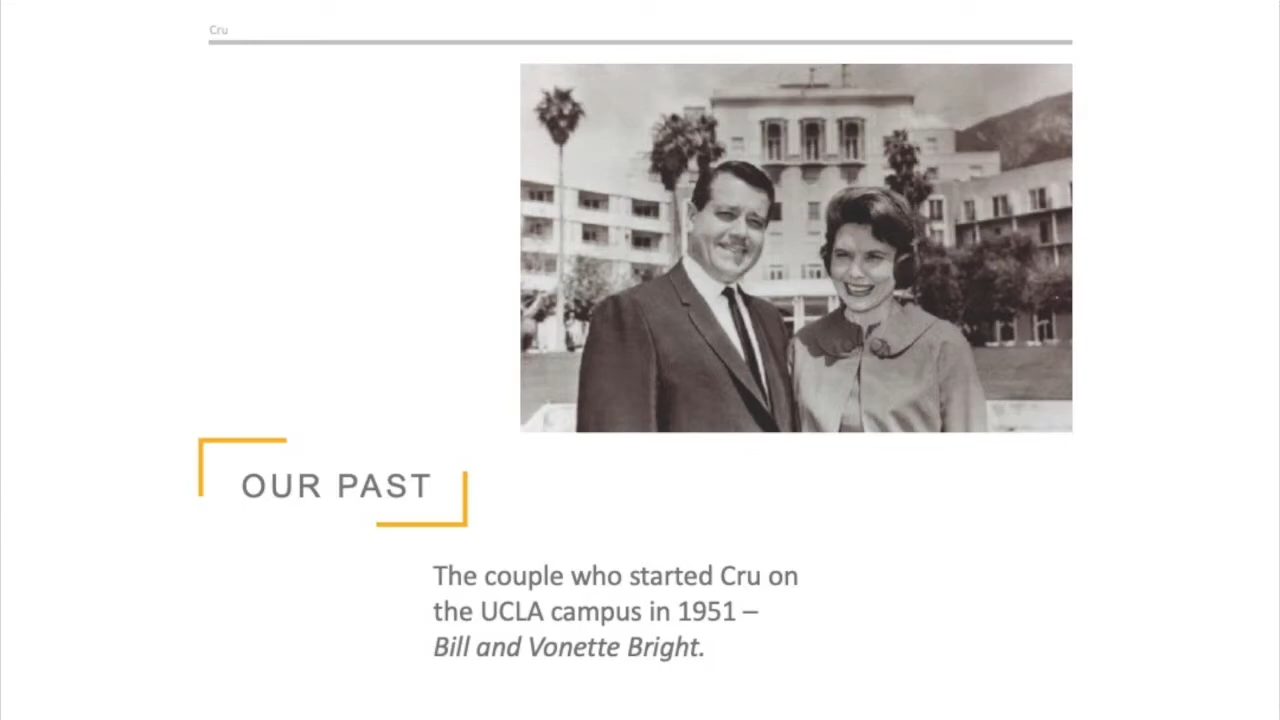 Cru
OUR PAST
The couple who started Cru on
the UCLA campus in 1951 –
Bill and Vonette Bright.